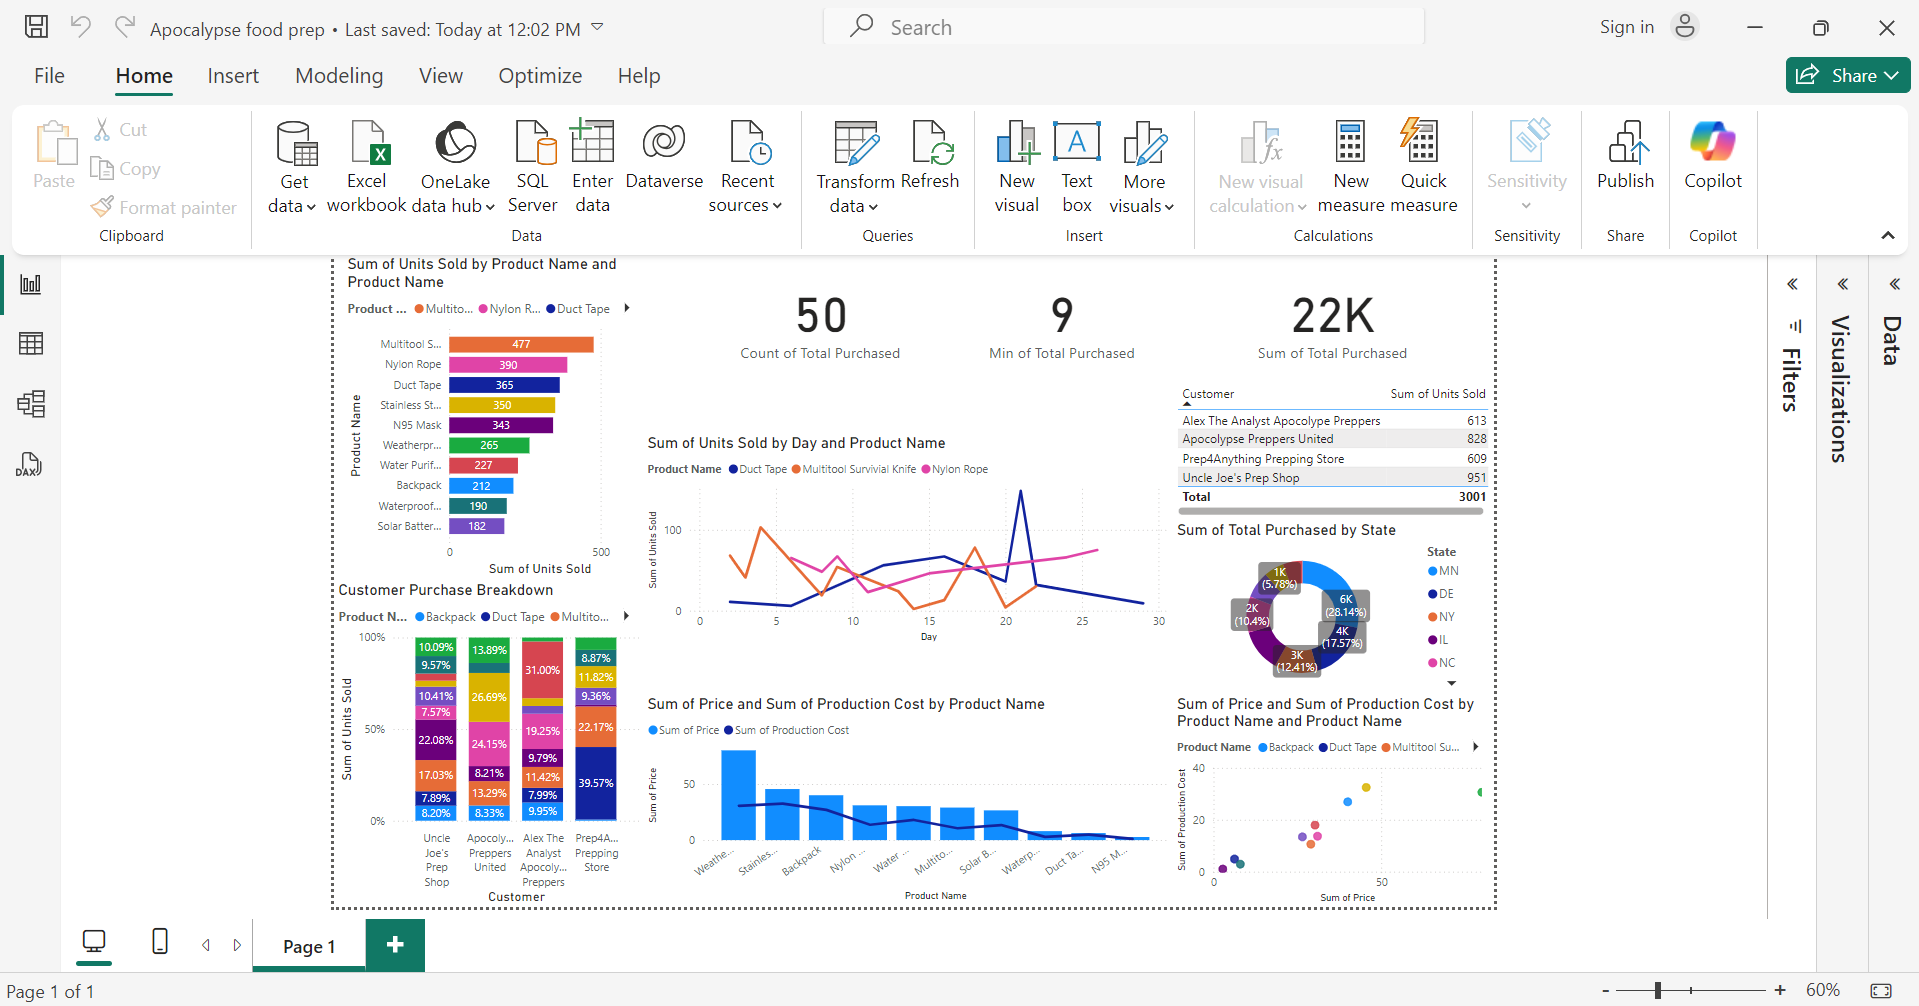 Apocalypse food prep • Last saved: Today at 12:02 PM
Search
Sign in
File
Home
Insert
Modeling
View
Optimize
Help
Share
Paste
Cut
Copy
Format painter
Clipboard
Get data
Excel workbook
OneLake data hub
SQL Server
Enter data
Dataverse
Recent sources
Data
Transform data
Refresh
Queries
New visual
Text box
More visuals
Insert
New visual calculation
New measure
Quick measure
Calculations
Sensitivity
Sensitivity
Publish
Share
Copilot
Copilot
DAX
Sum of Units Sold by Product Name and
Product Name
Product ... Multito... Nylon R... Duct Tape
Product Name
Multitool S... 477
Nylon Rope 390
Duct Tape 365
Stainless St... 350
N95 Mask 343
Weatherpr... 265
Water Purif... 227
Backpack 212
Waterproof... 190
Solar Batter... 182
0 500
Sum of Units Sold
50
Count of Total Purchased
9
Min of Total Purchased
22K
Sum of Total Purchased
Customer Sum of Units Sold
Alex The Analyst Apocolype Preppers 613
Apocolypse Preppers United 828
Prep4Anything Prepping Store 609
Uncle Joe's Prep Shop 951
Total 3001
Sum of Units Sold by Day and Product Name
Product Name Duct Tape Multitool Survivial Knife Nylon Rope
Sum of Units Sold
100
0
0 5 10 15 20 25 30
Day
Sum of Total Purchased by State
1K
(5.78%)
6K
(28.14%)
2K
(10.4%)
4K
(17.57%)
3K
(12.41%)
State
MN
DE
NY
IL
NC
Customer Purchase Breakdown
Product N... Backpack Duct Tape Multito...
Sum of Units Sold
100%
50%
0%
10.09%
9.57%
10.41%
7.57%
22.08%
17.03%
7.89%
8.20%
13.89%
26.69%
24.15%
8.21%
13.29%
8.33%
31.00%
19.25%
9.79%
11.42%
7.99%
9.95%
8.87%
11.82%
9.36%
22.17%
39.57%
Uncle Joe's Prep Shop
Apocoly... Preppers United
Alex The Analyst Apocoly... Preppers
Prep4A... Prepping Store
Customer
Sum of Price and Sum of Production Cost by Product Name
Sum of Price Sum of Production Cost
Sum of Price
50
0
Weathe... Stainles... Backpack Nylon ... Water ... Multito... Solar B... Waterp... Duct Ta... N95 M...
Product Name
Sum of Price and Sum of Production Cost by
Product Name and Product Name
Product Name Backpack Duct Tape Multitool Su...
Sum of Production Cost
40
20
0
0 50
Sum of Price
Filters
Visualizations
Data
Page 1
Page 1 of 1
60%